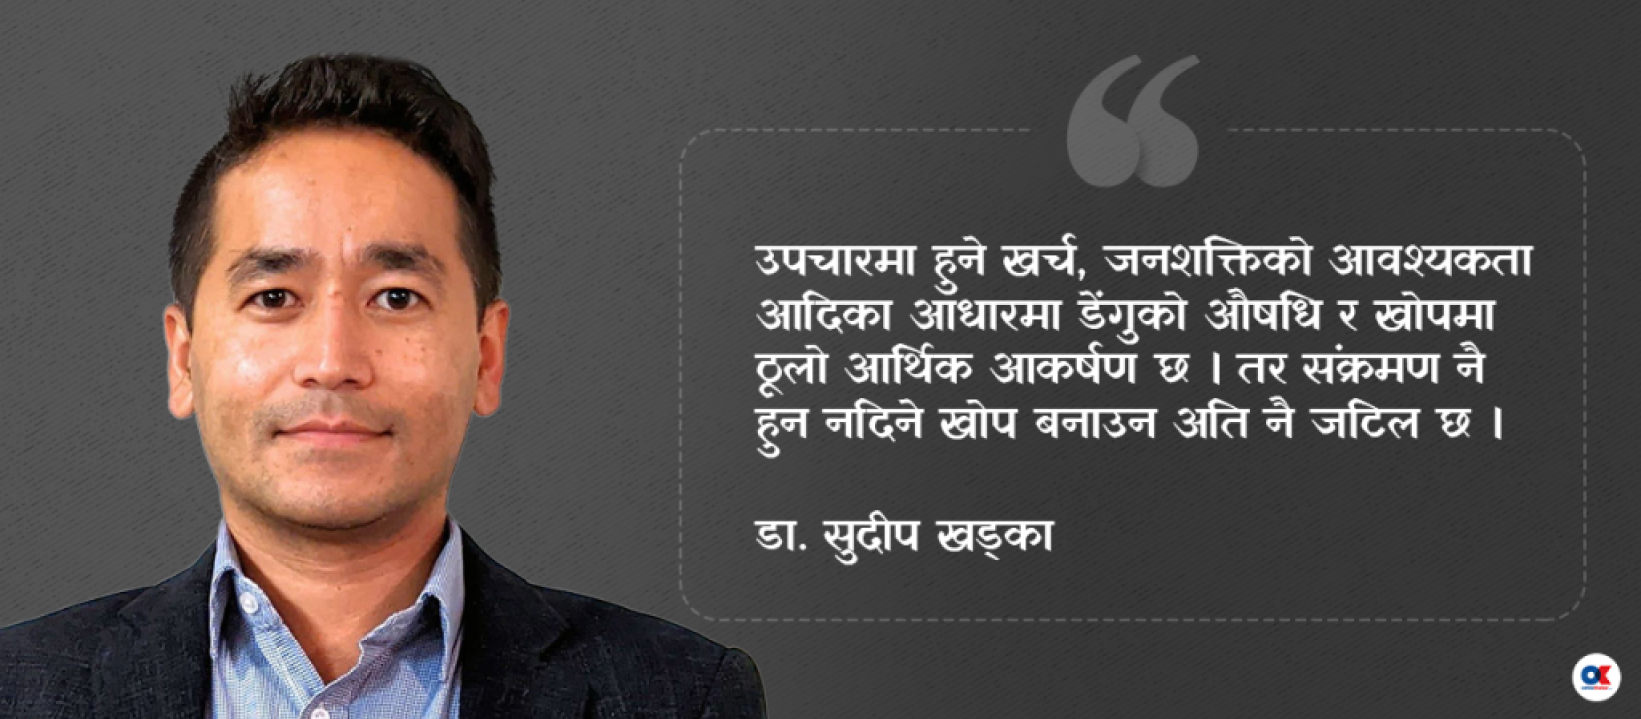 उपचारमा हुने खर्च, जनशक्तिको आवश्यकता
आदिका आधारमा डेंगुको औषधि र खोपमा
ठूलो आर्थिक आकर्षण छ । तर संक्रमण नै
हुन नदिने खोप बनाउन अति नै जटिल छ ।
डा. सुदीप खड्का
OK